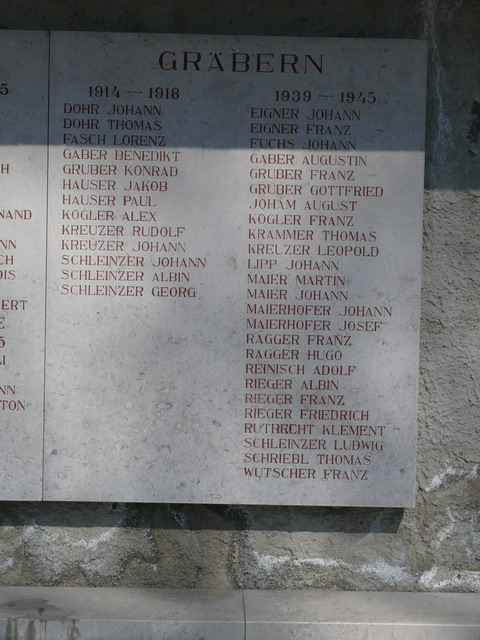 GRÄBERN
1914 — 1918
DOHR JOHANN
DOHR THOMAS
FASCH LORENZ
GABER BENEDIKT
GRUBER KONRAD
HAUSER JAKOB
HAUSER PAUL
KOGLER ALEX
KREUZER RUDOLF
KREUZER JOHANN
SCHLEINZER JOHANN
SCHLEINZER ALBIN
SCHLEINZER GEORG
1939 — 1945
EIGNER JOHANN
EIGNER FRANZ
FUCHS JOHANN
GABER AUGUSTIN
GRUBER FRANZ
GRUBER GOTTFRIED
JOHAM AUGUST
KOGLER FRANZ
KRAMMER THOMAS
KREUZER LEOPOLD
LIPP JOHANN
MAIER MARTIN
MAIER JOHANN
MAIERHOFER JOHANN
MAIERHOFER JOSEF
RAGGER FRANZ
RAGGER HUGO
REINISCH ADOLF
RIEGER ALBIN
RIEGER FRANZ
RIEGER FRIEDRICH
RUTHRECHT KLEMENT
SCHLEINZER LUDWIG
SCHRIEBL THOMAS
WUTSCHER FRANZ